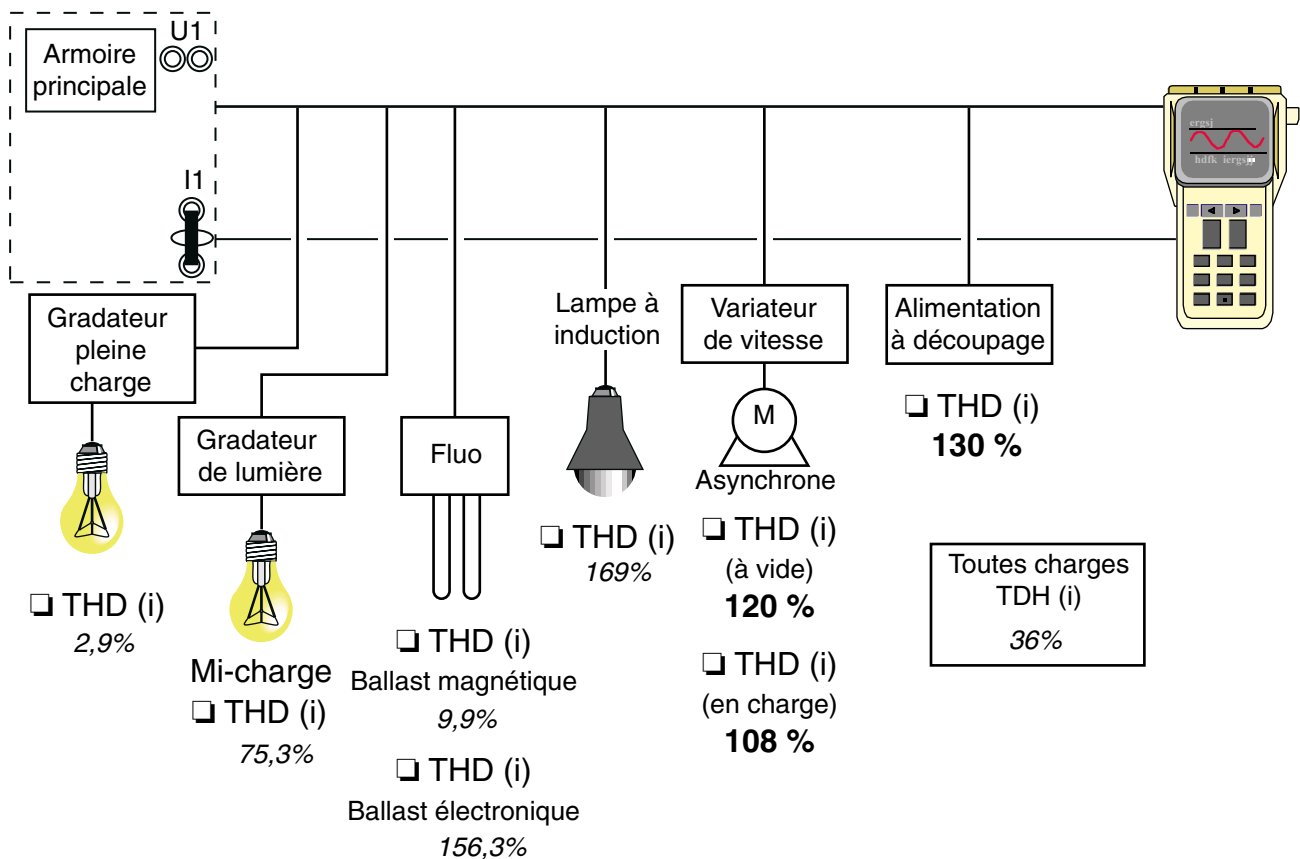 Armoire
principale
U1
I1
ergsj
Gradateur
pleine
charge
❏ THD (i)
2,9%
Gradateur
de lumière
Mi-charge
❏ THD (i)
75,3%
Fluo
❏ THD (i)
Ballast magnétique
9,9%
❏ THD (i)
Ballast électronique
156,3%
Lampe à
induction
❏ THD (i)
169%
Variateur
de vitesse
M
Asynchrone
❏ THD (i)
(à vide)
120 %
❏ THD (i)
(en charge)
108 %
Alimentation
à découpage
❏ THD (i)
130 %
Toutes charges
TDH (i)
36%
hdfk